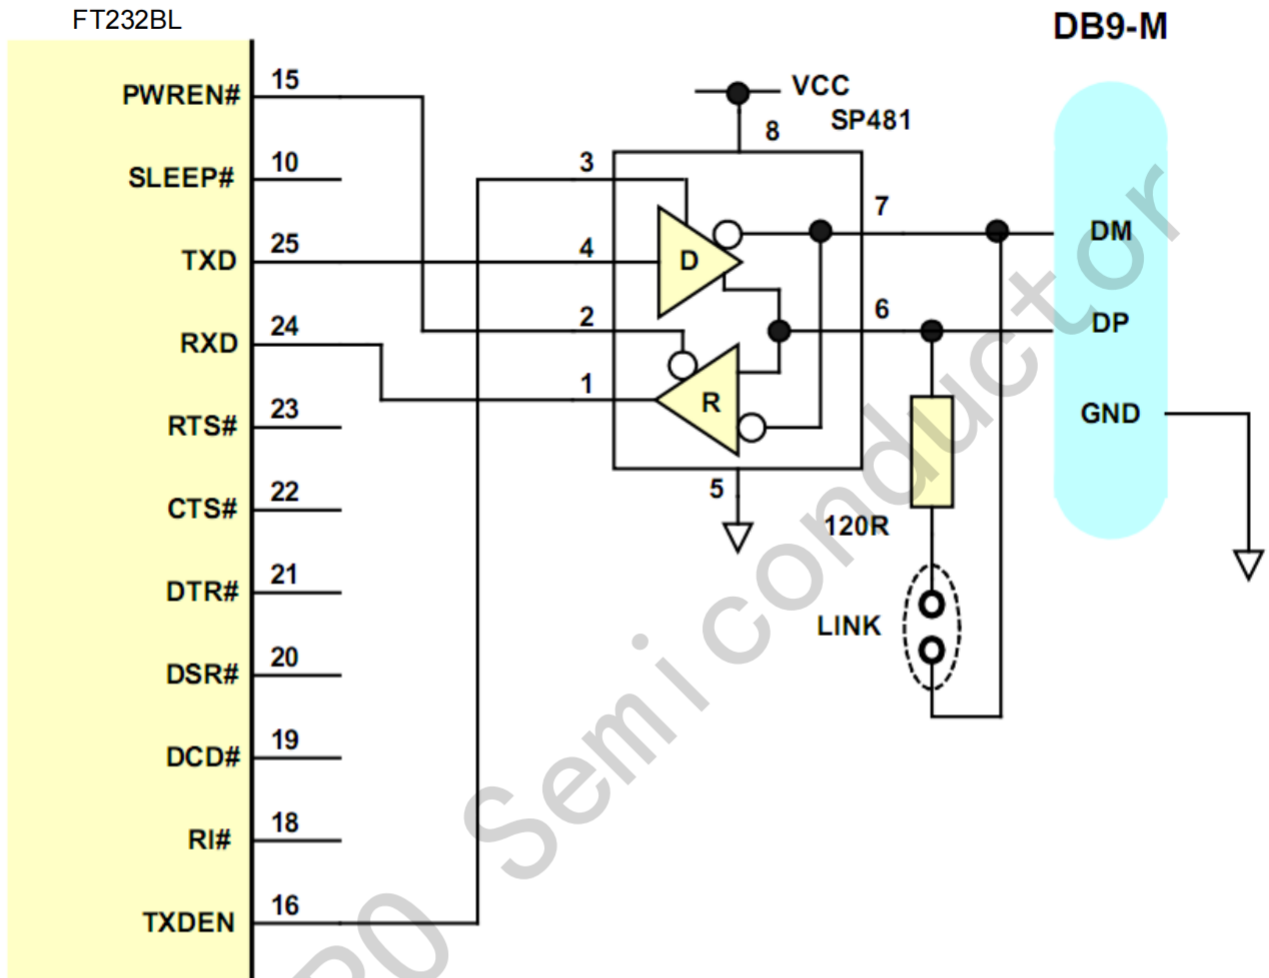 FT232BL
DB9-M
PWREN# 15
SLEEP# 10
TXD 25
RXD 24
RTS# 23
CTS# 22
DTR# 21
DSR# 20
DCD# 19
RI# 18
TXDEN 16
VCC
SP481
8
3
4
2
1
D
R
7
6
5
120R
LINK
DM
DP
GND
Semiconductor